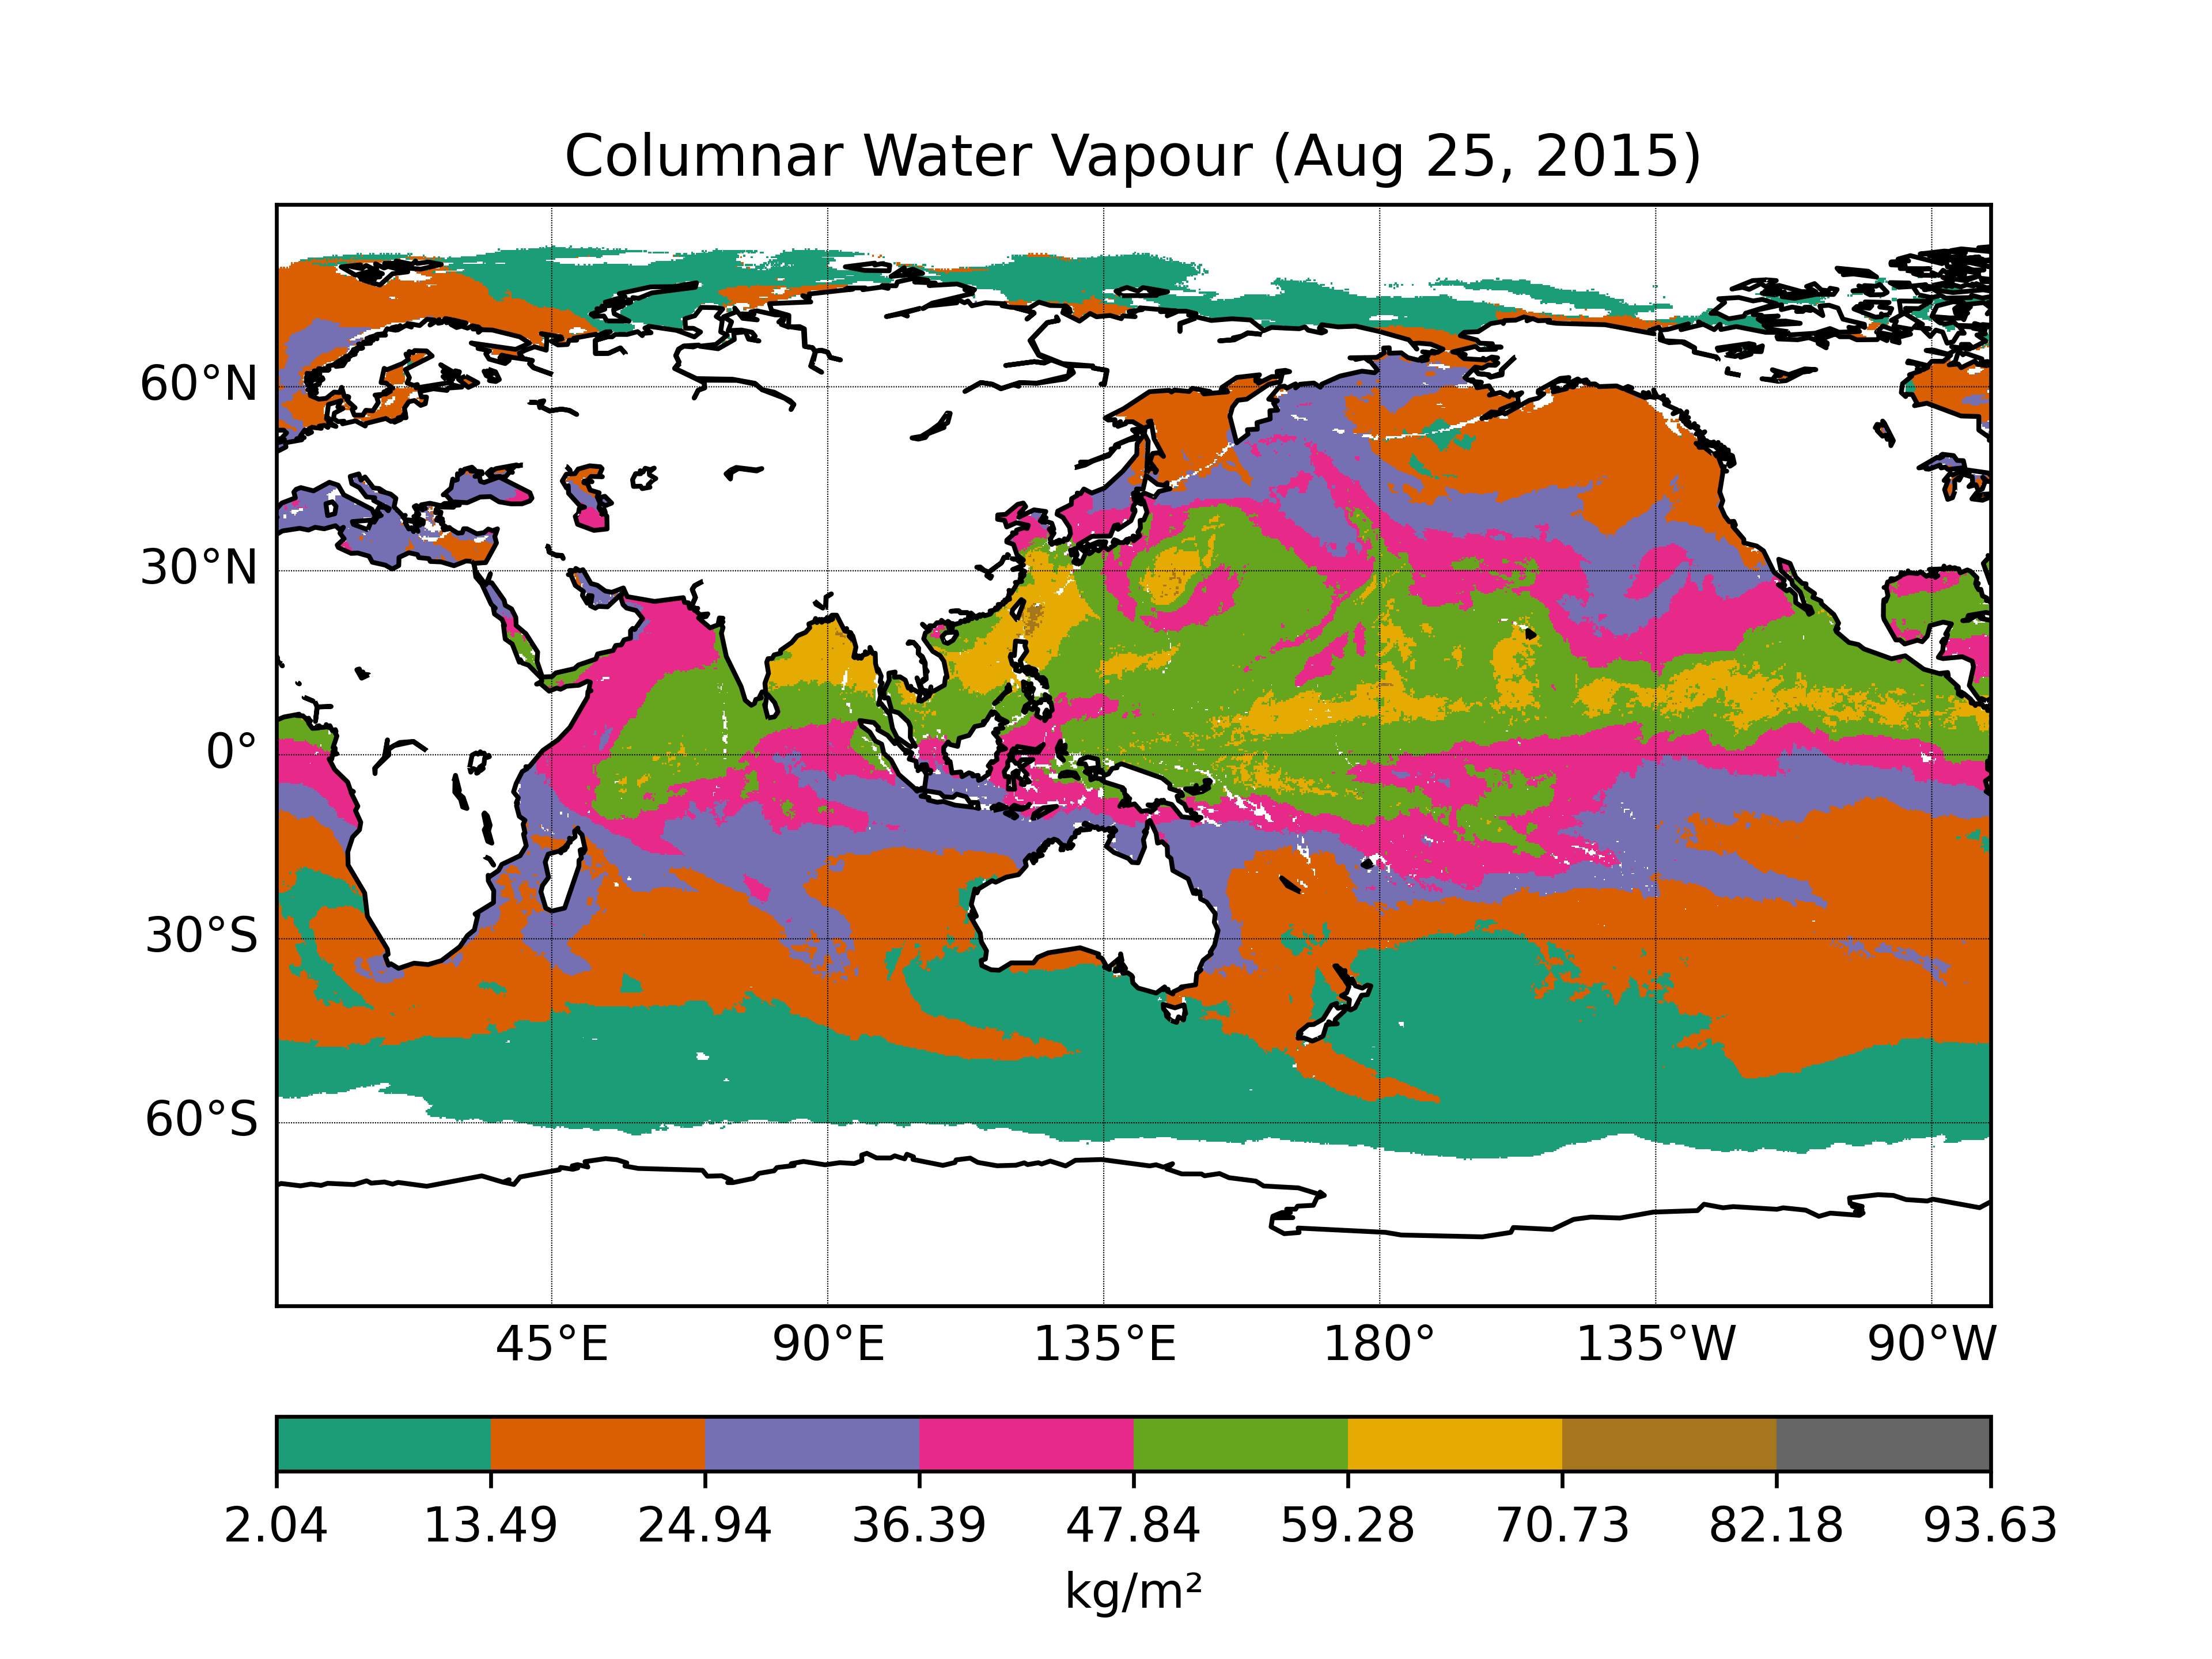 Columnar Water Vapour (Aug 25, 2015)
60°N
30°N
0°
30°S
60°S
45°E 90°E 135°E 180° 135°W 90°W
2.04 13.49 24.94 36.39 47.84 59.28 70.73 82.18 93.63
kg/m²